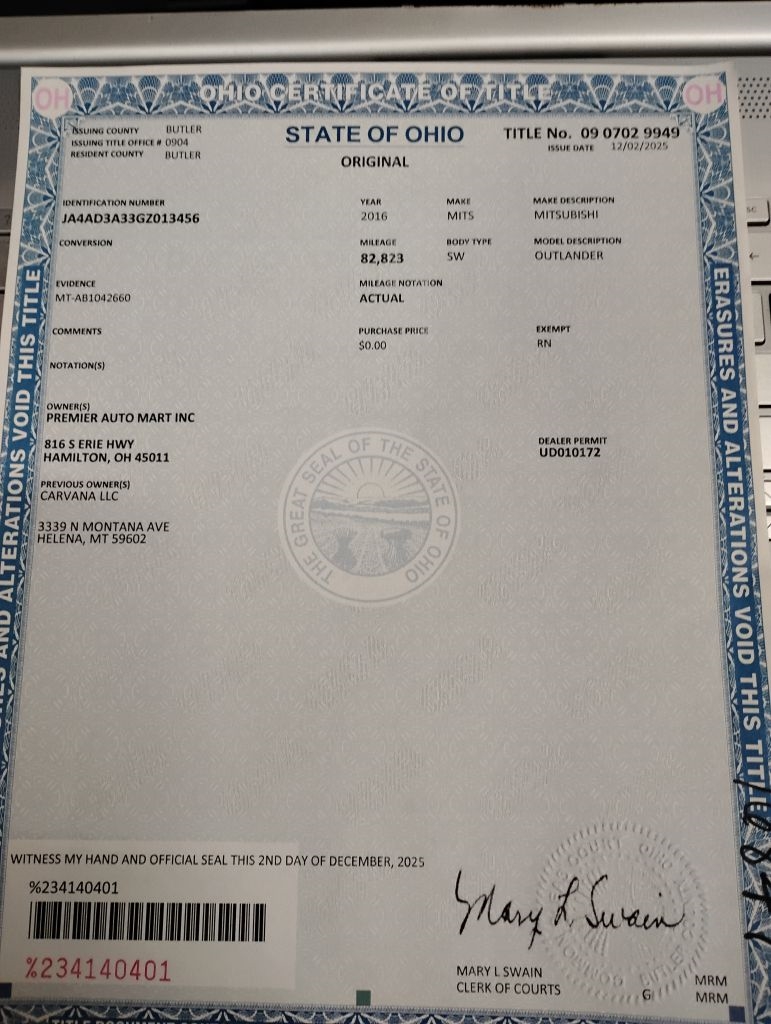 OHIO CERTIFICATE OF TITLE
OH
OH
ISSUING COUNTY BUTLER
ISSUING TITLE OFFICE # 0904
RESIDENT COUNTY BUTLER
STATE OF OHIO
ORIGINAL
TITLE No. 09 0702 9949
ISSUE DATE 12/02/2025
IDENTIFICATION NUMBER
JA4AD3A33GZ013456
YEAR
2016
MAKE
MITS
MAKE DESCRIPTION
MITSUBISHI
CONVERSION
MILEAGE
82,823
BODY TYPE
SW
MODEL DESCRIPTION
OUTLANDER
EVIDENCE
MT-AB1042660
MILEAGE NOTATION
ACTUAL
COMMENTS
PURCHASE PRICE
$0.00
EXEMPT
RN
NOTATION(S)
OWNER(S)
PREMIER AUTO MART INC
816 S ERIE HWY
HAMILTON, OH 45011
DEALER PERMIT
UD010172
PREVIOUS OWNER(S)
CARVANA LLC
3339 N MONTANA AVE
HELENA, MT 59602
THE GREAT SEAL OF THE STATE OF OHIO
AND ALTERATIONS VOID THIS TITLE
ERASURES AND ALTERATIONS VOID THIS TITLE
WITNESS MY HAND AND OFFICIAL SEAL THIS 2ND DAY OF DECEMBER, 2025
%234140401
%234140401
Mary L Swain
MARY L SWAIN
CLERK OF COURTS
G
MRM
MRM